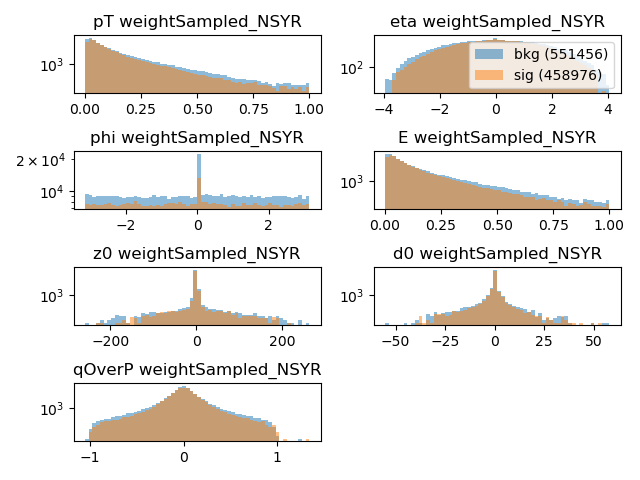 pT weightSampled_NSYR
10³
0.00 0.25 0.50 0.75 1.00
eta weightSampled_NSYR
bkg (551456)
sig (458976)
10²
−4 −2 0 2 4
phi weightSampled_NSYR
2 × 10⁴
10⁴
−2 0 2
E weightSampled_NSYR
10³
0.00 0.25 0.50 0.75 1.00
z0 weightSampled_NSYR
10³
−200 0 200
d0 weightSampled_NSYR
10³
−50 −25 0 25 50
qOverP weightSampled_NSYR
10³
−1 0 1